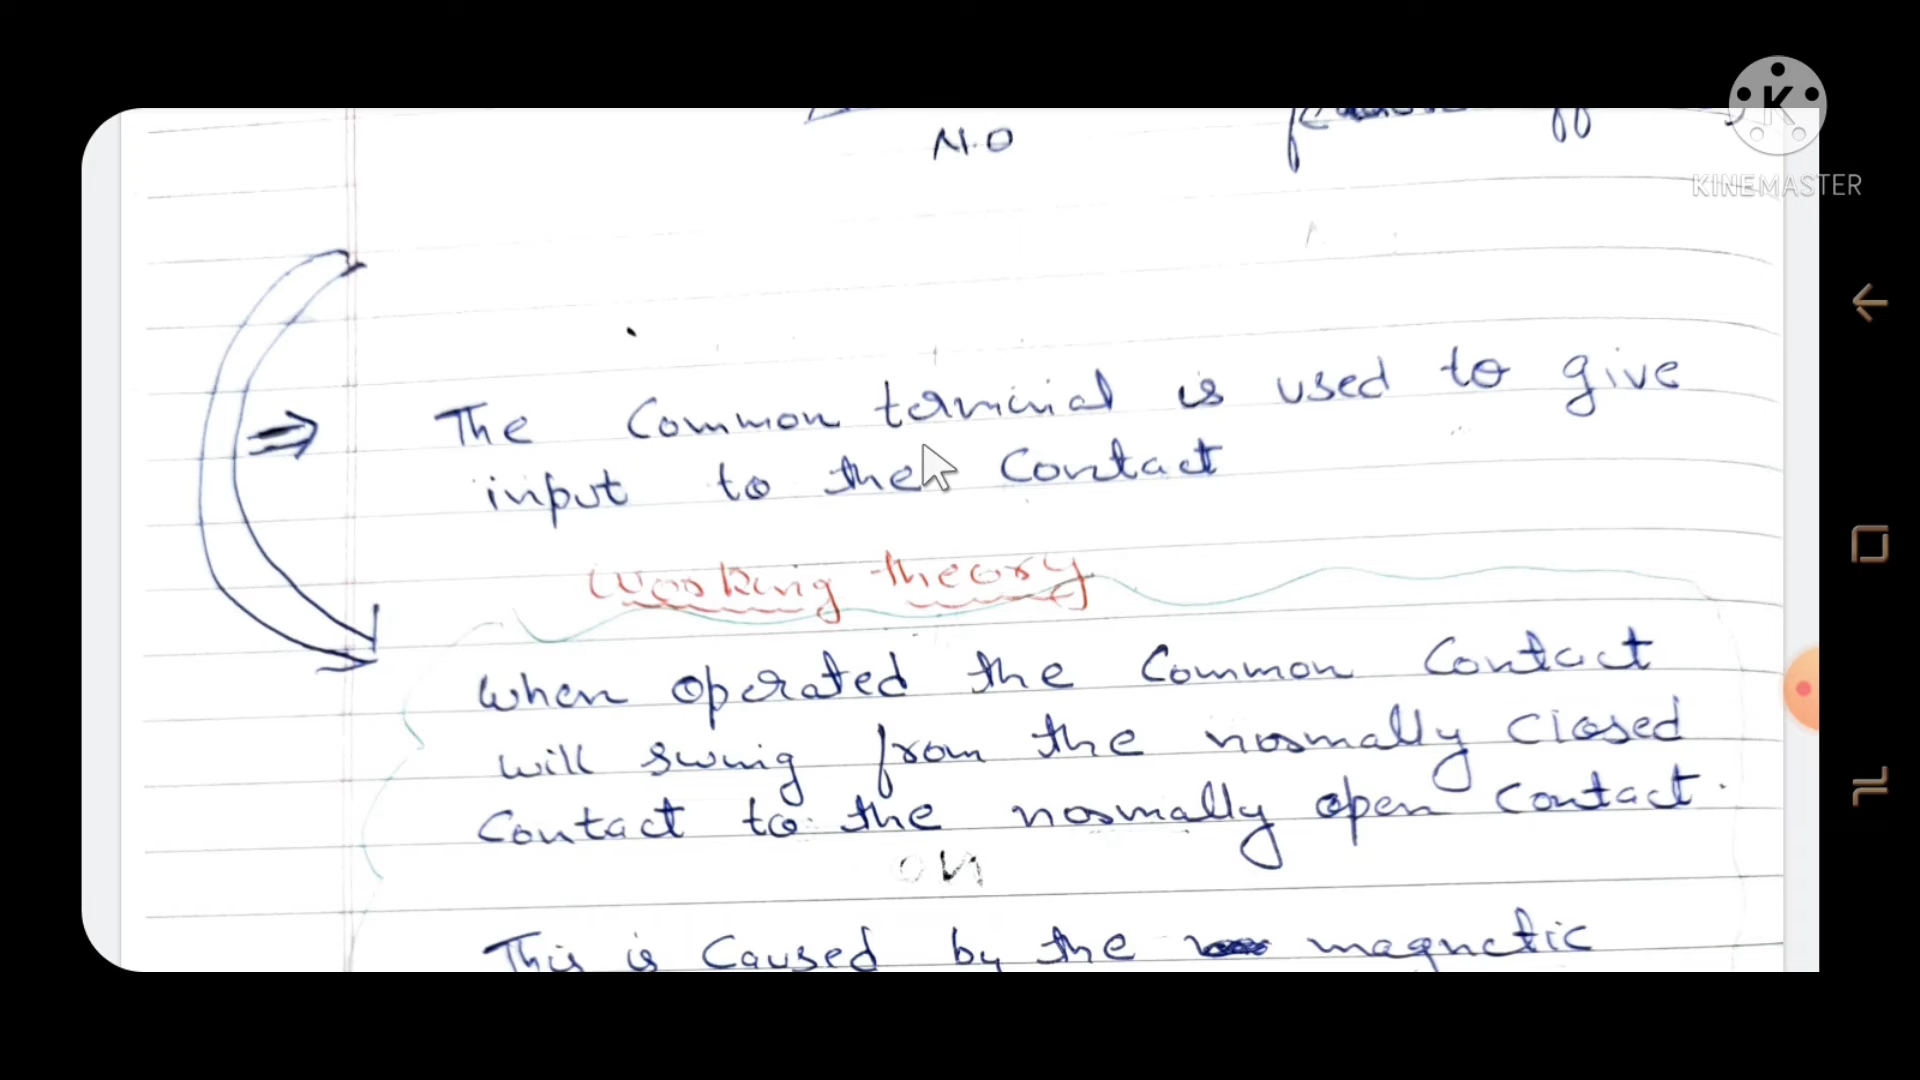 N.O
K
KINEMASTER
⇒ The Common terminal is used to give
input to the Contact
Working theory
When operated the Common Contact
will swing from the normally closed
Contact to the normally open contact.
This is Caused by the magnetic